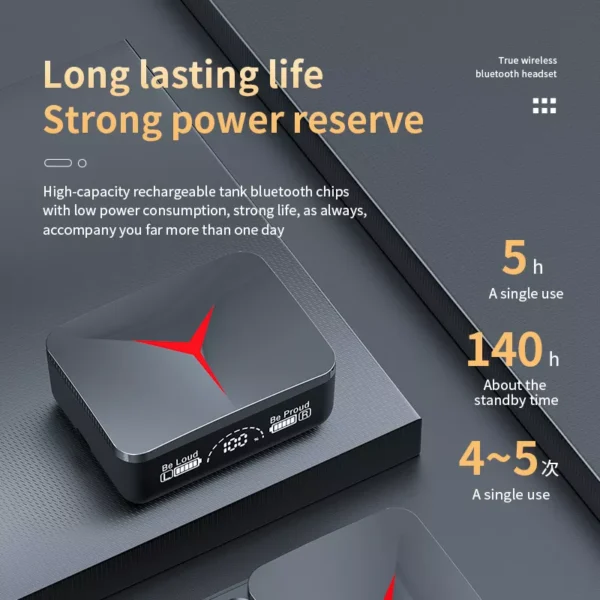 True wireless
bluetooth headset
Long lasting life
Strong power reserve
High-capacity rechargeable tank bluetooth chips
with low power consumption, strong life, as always,
accompany you far more than one day
5 h
A single use
140 h
About the
standby time
4~5次
A single use
Be Loud
L
100 %
Be Proud
R